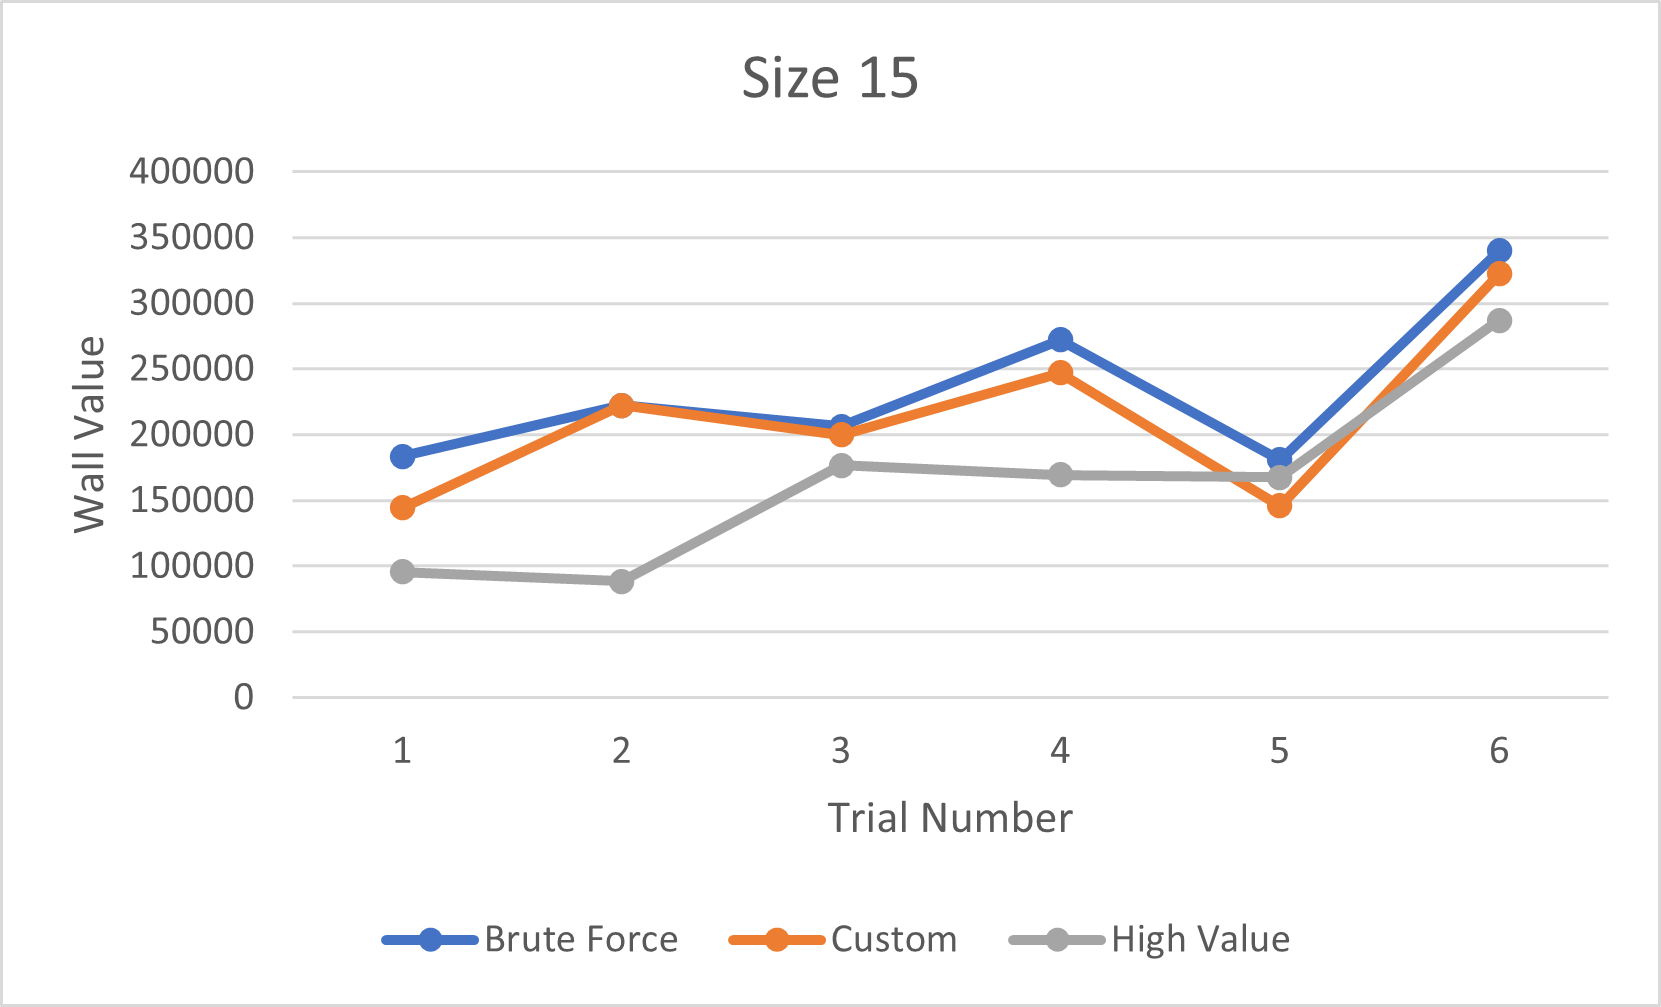 Size 15
400000
350000
300000
250000
200000
150000
100000
50000
0
Wall Value
1 2 3 4 5 6
Trial Number
Brute Force Custom High Value